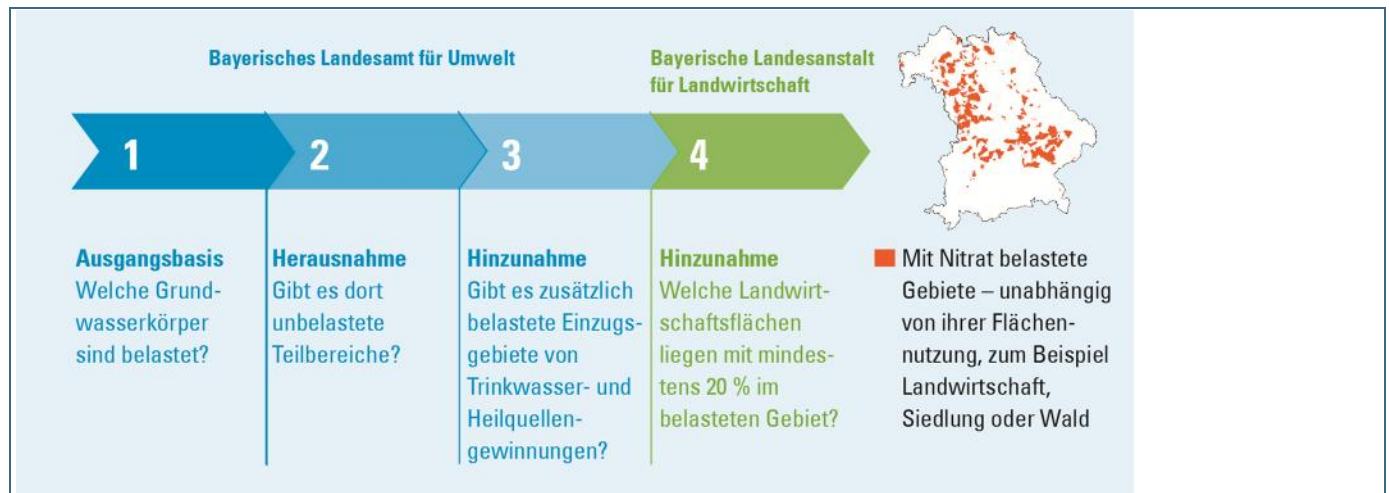 Bayerisches Landesamt für Umwelt
Bayerische Landesanstalt
für Landwirtschaft
1
2
3
4
Ausgangsbasis
Welche Grund-
wasserkörper
sind belastet?
Herausnahme
Gibt es dort
unbelastete
Teilbereiche?
Hinzunahme
Gibt es zusätzlich
belastete Einzugs-
gebiete von
Trinkwasser- und
Heilquellen-
gewinnungen?
Hinzunahme
Welche Landwirt-
schaftsflächen
liegen mit mindes-
tens 20 % im
belasteten Gebiet?
Mit Nitrat belastete
Gebiete – unabhängig
von ihrer Flächen-
nutzung, zum Beispiel
Landwirtschaft,
Siedlung oder Wald